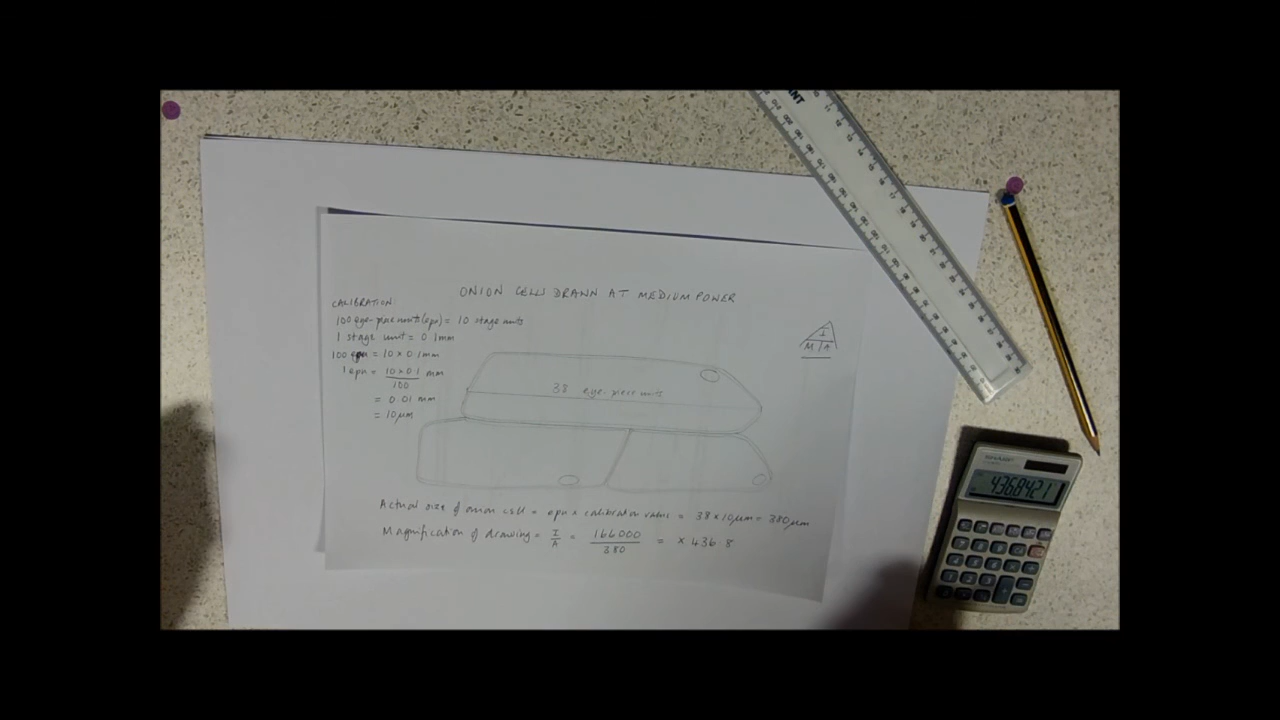 ONION CELLS DRAWN AT MEDIUM POWER
CALIBRATION:
100 eye-piece units (epu) = 10 stage units
1 stage unit = 0.1mm
100 epu = 10 x 0.1mm
1 epu = 10 x 0.1 mm
100
= 0.01 mm
= 10µm
I
M | A
38 eye-piece units
Actual size of onion cell = epu x calibration value = 38 x 10µm = 380µm
Magnification of drawing = I = 166000 = x 436.8
A 380
SHARP
436.8421